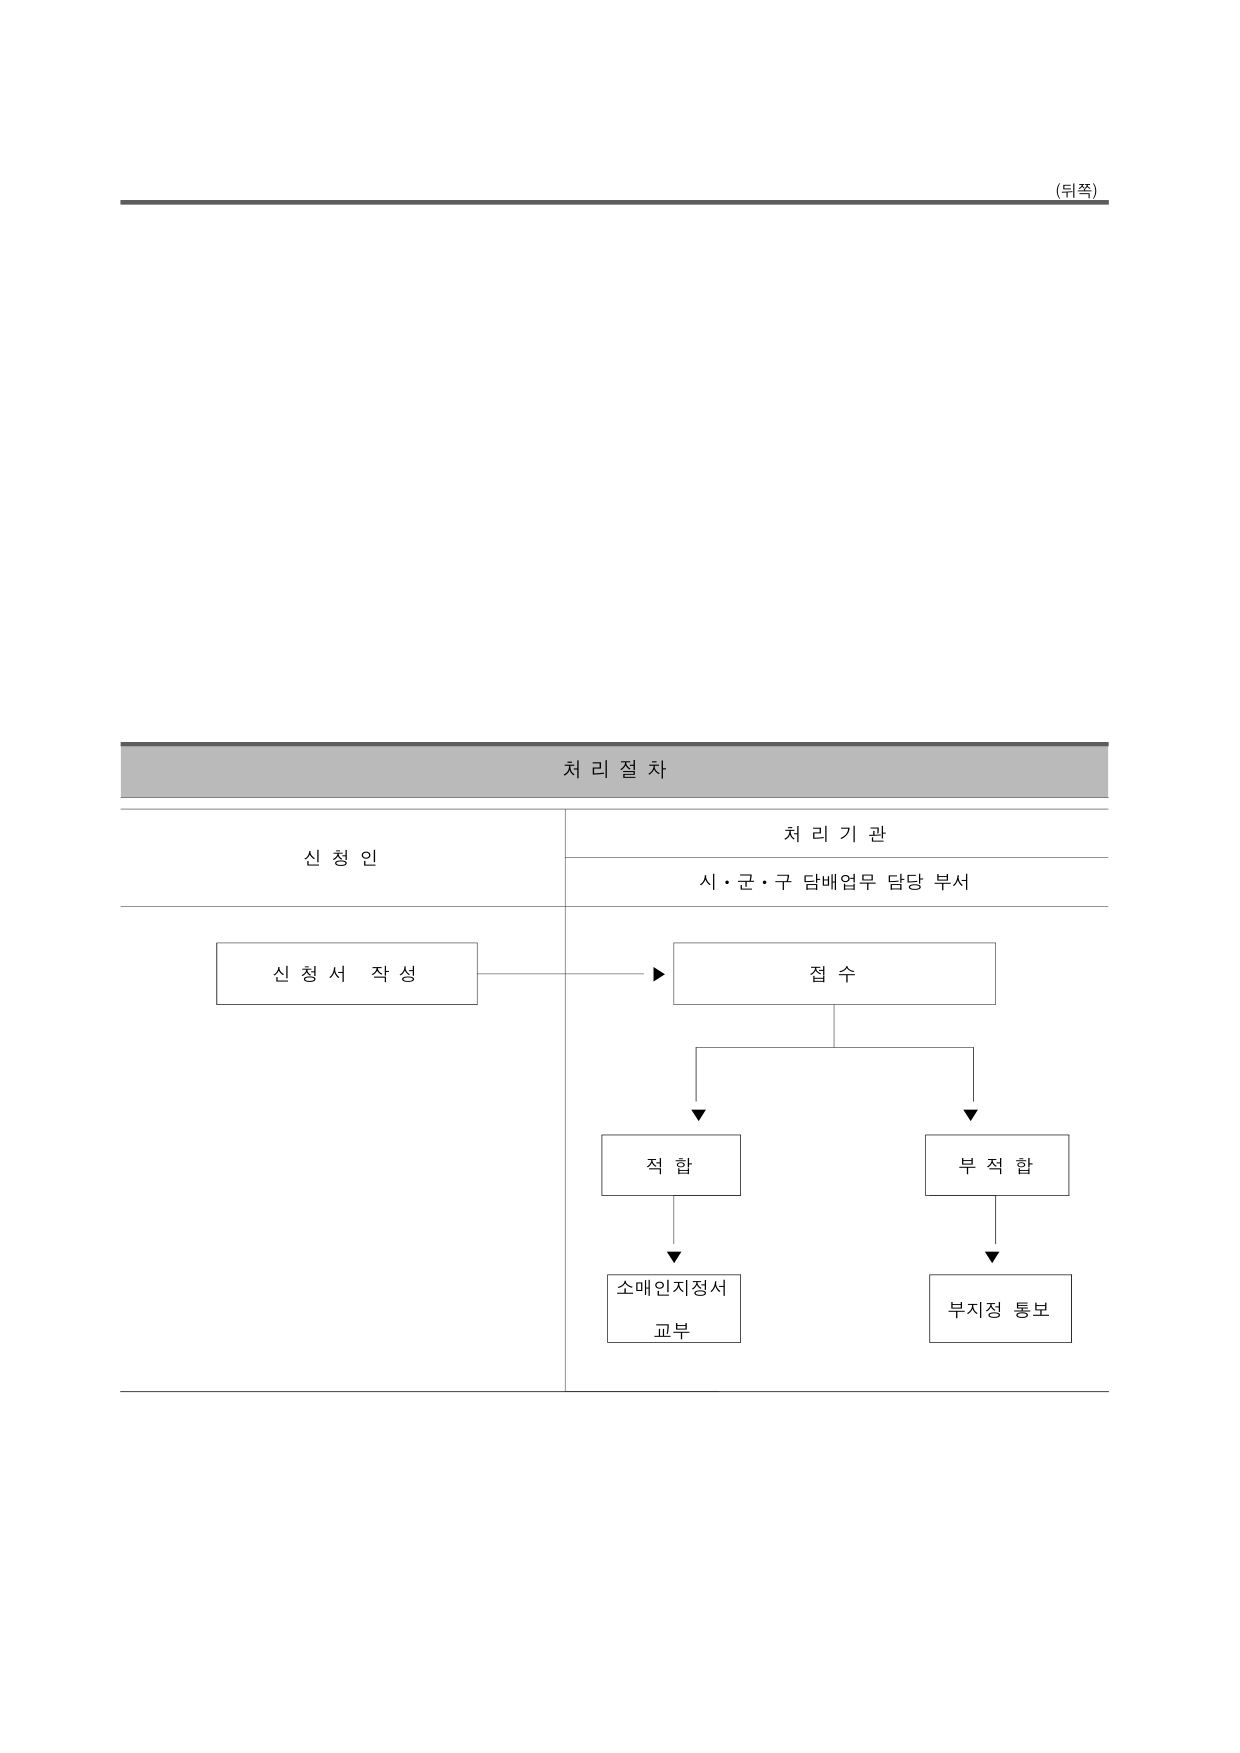 (뒤쪽)
처 리 절 차
신 청 인
처 리 기 관
시 · 군 · 구 담배업무 담당 부서
신 청 서 작 성
접 수
적 합
부 적 합
소매인지정서
교부
부지정 통보